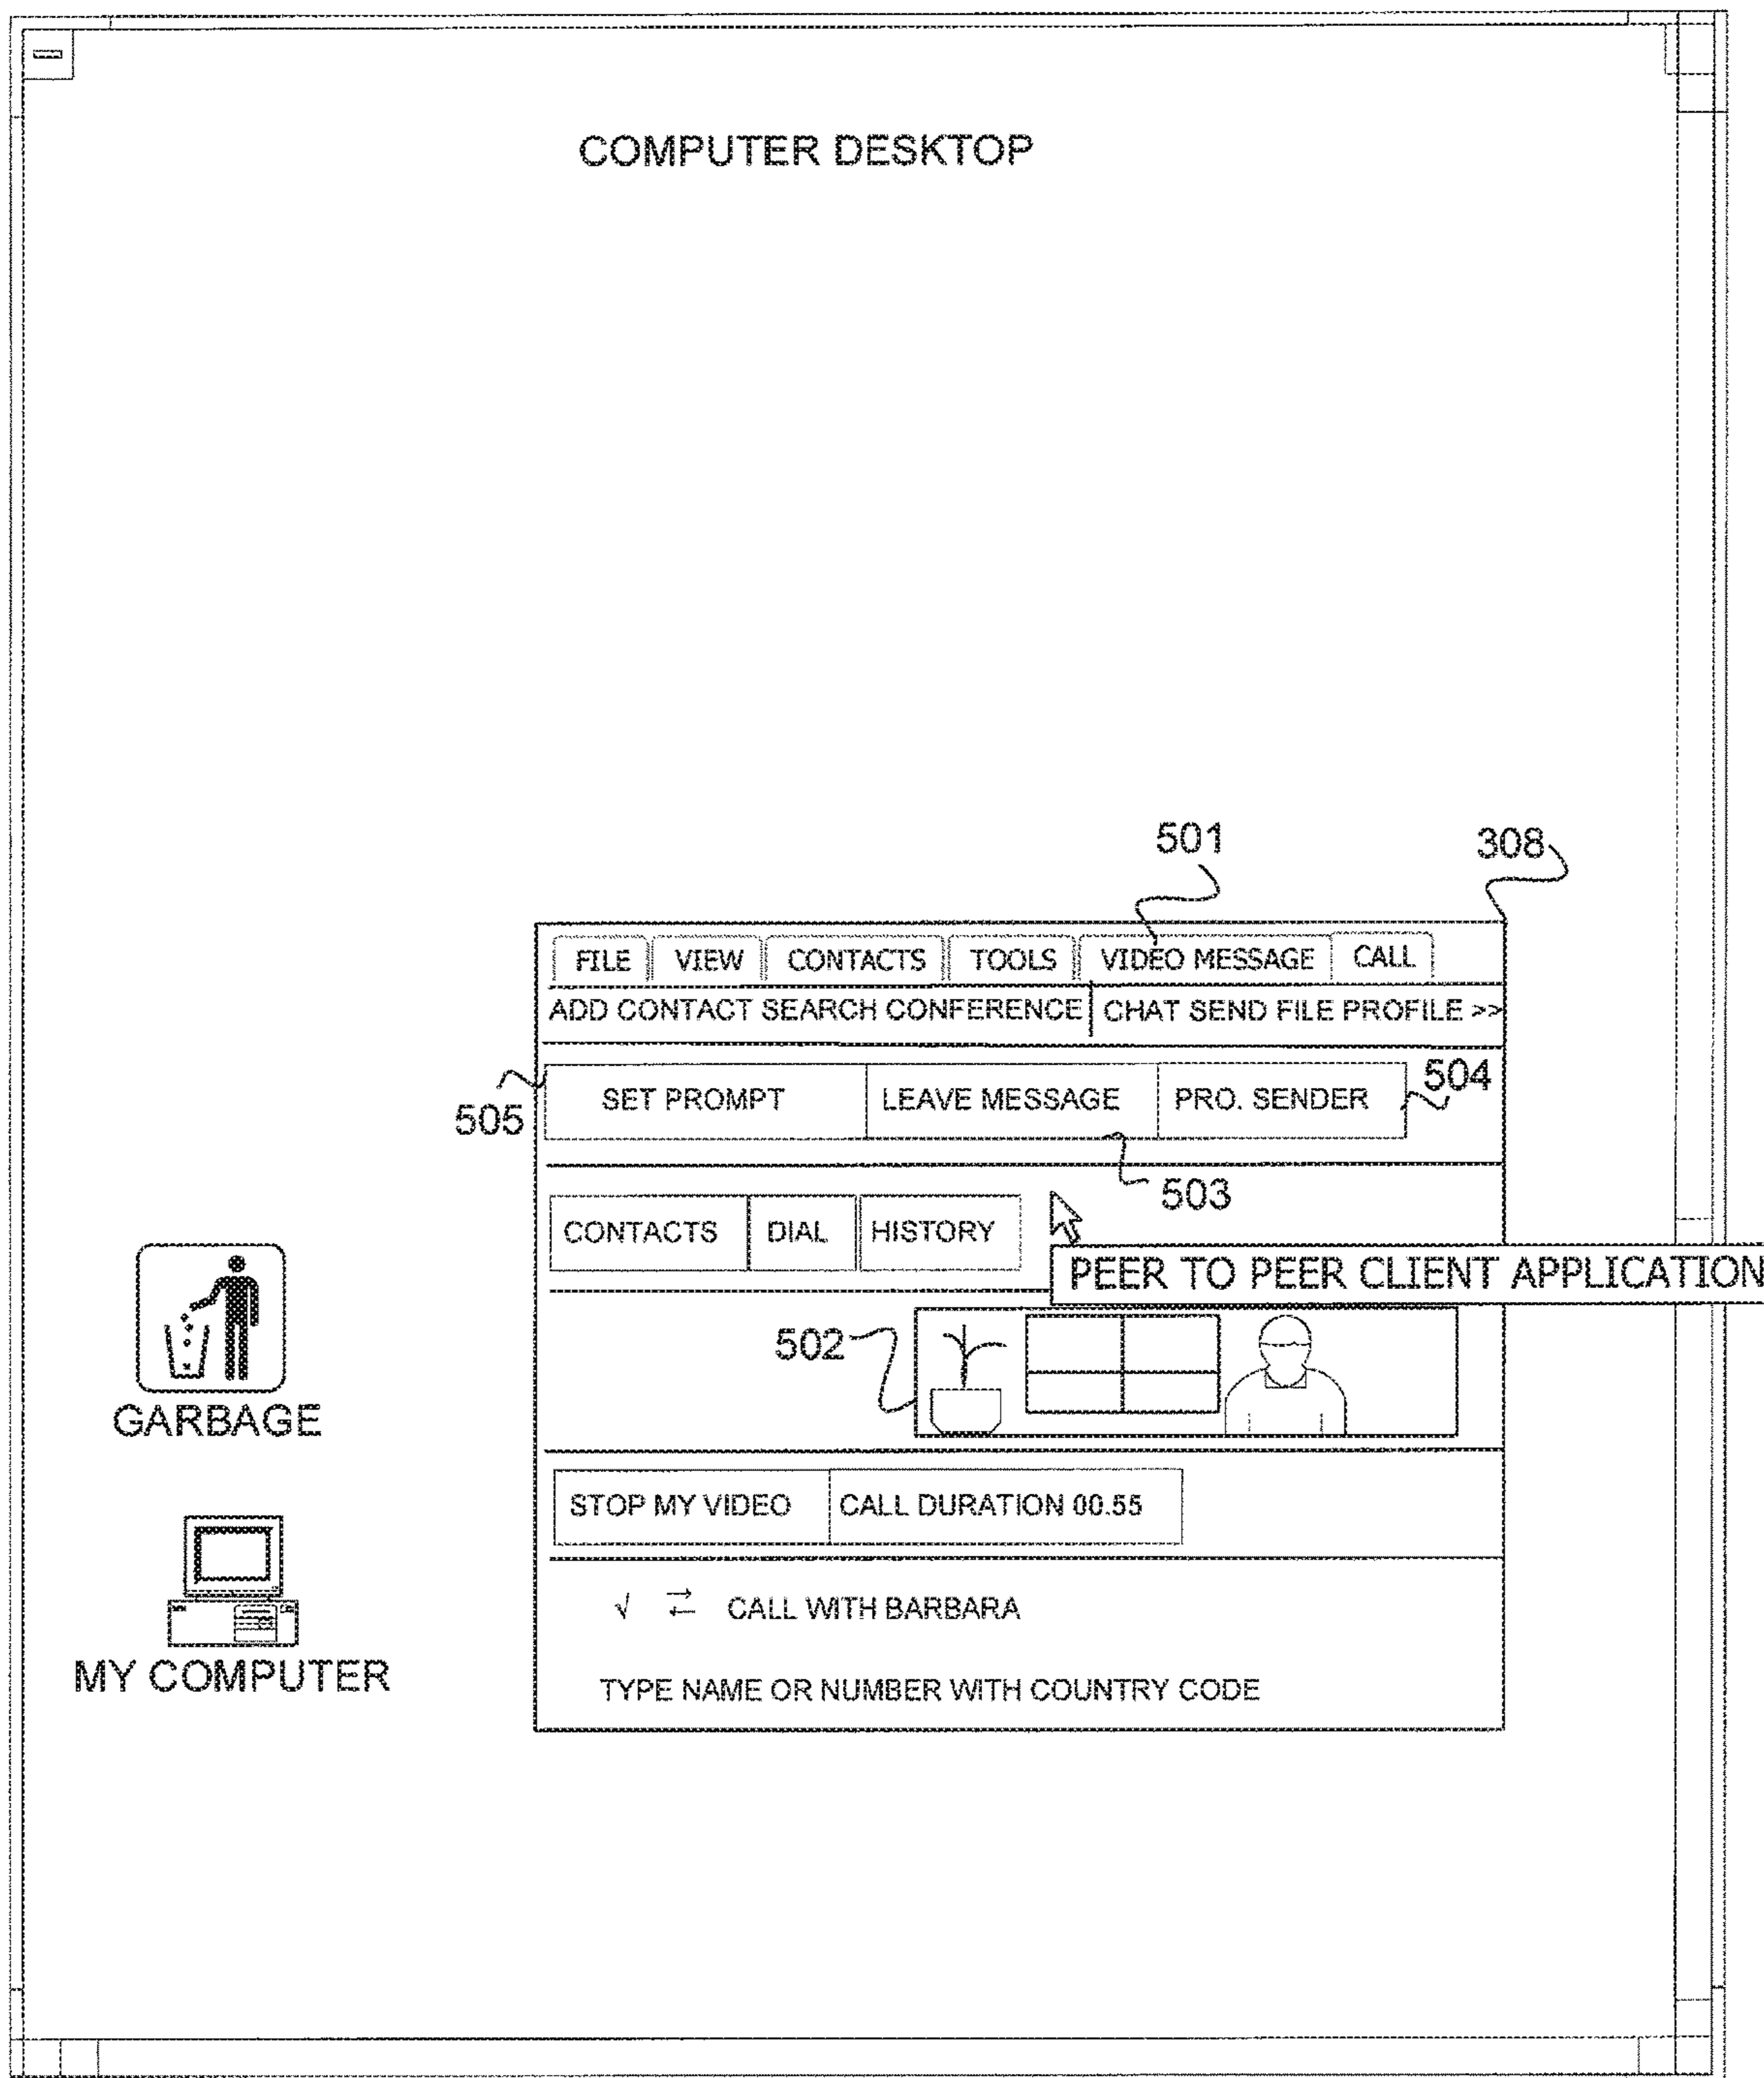 COMPUTER DESKTOP
501
308
FILE VIEW CONTACTS TOOLS VIDEO MESSAGE CALL
ADD CONTACT SEARCH CONFERENCE CHAT SEND FILE PROFILE >>
505
SET PROMPT LEAVE MESSAGE PRO. SENDER
504
503
CONTACTS DIAL HISTORY
PEER TO PEER CLIENT APPLICATION
502
GARBAGE
STOP MY VIDEO CALL DURATION 00.55
√ ⇄ CALL WITH BARBARA
MY COMPUTER
TYPE NAME OR NUMBER WITH COUNTRY CODE